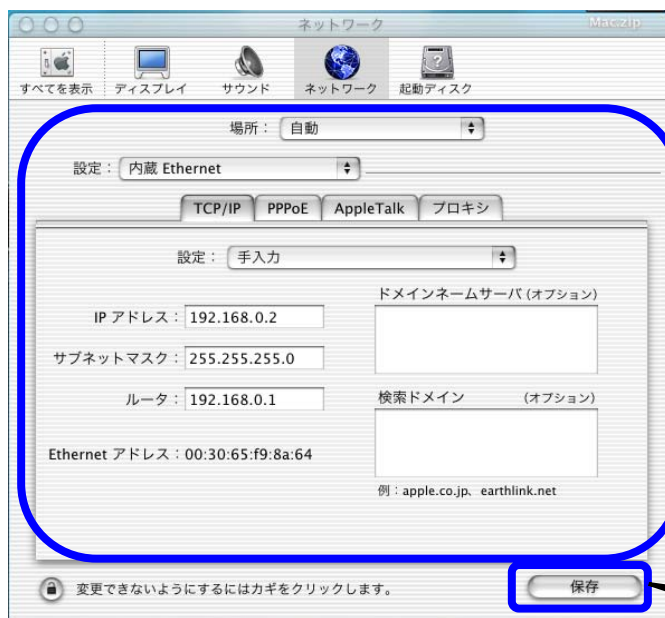 ネットワーク
Mac.zip
すべてを表示 ディスプレイ サウンド ネットワーク 起動ディスク
場所： 自動
設定： 内蔵 Ethernet
TCP/IP PPPoE AppleTalk プロキシ
設定： 手入力
ドメインネームサーバ (オプション)
IP アドレス： 192.168.0.2
サブネットマスク： 255.255.255.0
ルータ： 192.168.0.1
検索ドメイン (オプション)
Ethernet アドレス：00:30:65:f9:8a:64
例：apple.co.jp、earthlink.net
変更できないようにするにはカギをクリックします。
保存